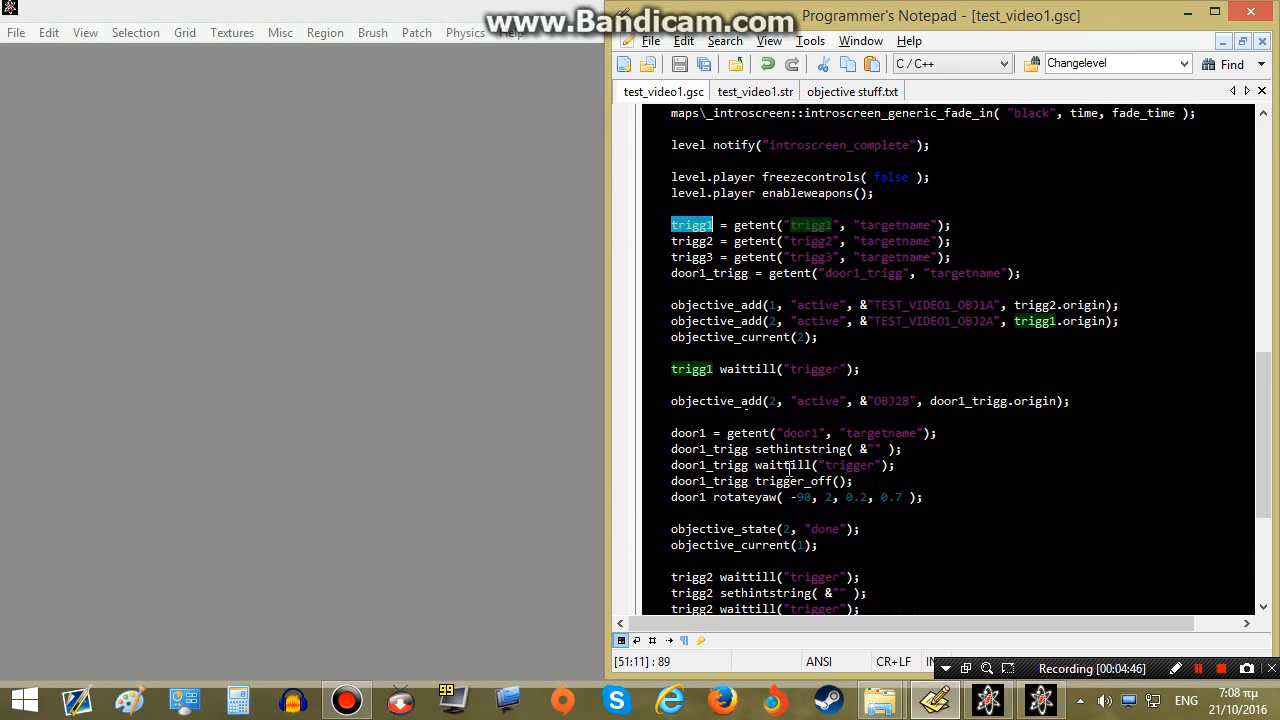 www.Bandicam.com
Programmer's Notepad - [test_video1.gsc]
File Edit View Selection Grid Textures Misc Region Brush Patch Physics Help
File Edit Search View Tools Window Help
C / C++ Changelevel Find
test_video1.gsc test_video1.str objective stuff.txt
maps\_introscreen::introscreen_generic_fade_in( "black", time, fade_time );
level notify("introscreen_complete");
level.player freezecontrols( false );
level.player enableweapons();
trigg1 = getent("trigg1", "targetname");
trigg2 = getent("trigg2", "targetname");
trigg3 = getent("trigg3", "targetname");
door1_trigg = getent("door1_trigg", "targetname");
objective_add(1, "active", &"TEST_VIDEO1_OBJ1A", trigg2.origin);
objective_add(2, "active", &"TEST_VIDEO1_OBJ2A", trigg1.origin);
objective_current(2);
trigg1 waittill("trigger");
objective_add(2, "active", &"OBJ2B", door1_trigg.origin);
door1 = getent("door1", "targetname");
door1_trigg sethintstring( &"" );
door1_trigg waittill("trigger");
door1_trigg trigger_off();
door1 rotateyaw( -90, 2, 0.2, 0.7 );
objective_state(2, "done");
objective_current(1);
trigg2 waittill("trigger");
trigg2 sethintstring( &"" );
trigg2 waittill("trigger");
[51:11] : 89 ANSI CR+LF IN
Recording [00:04:46]
99
ΕΛΗ
7:08 πμ
21/10/2016